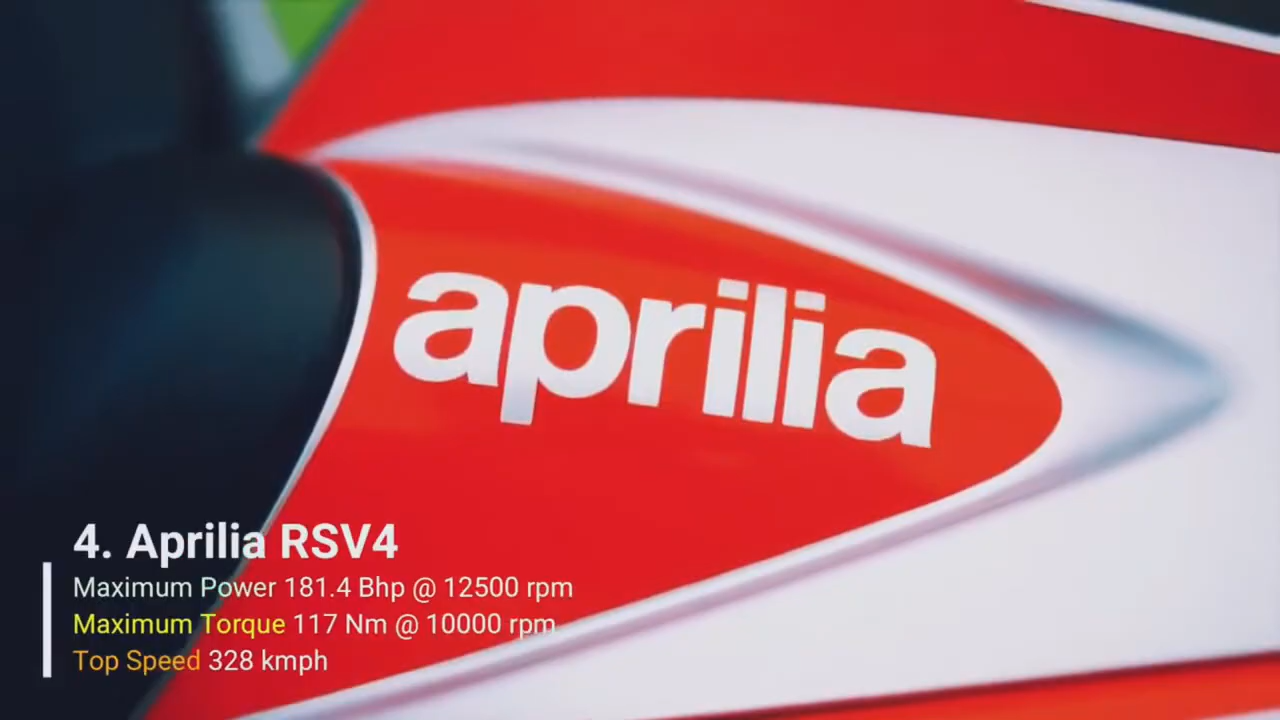 aprilia
4. Aprilia RSV4
Maximum Power 181.4 Bhp @ 12500 rpm
Maximum Torque 117 Nm @ 10000 rpm
Top Speed 328 kmph